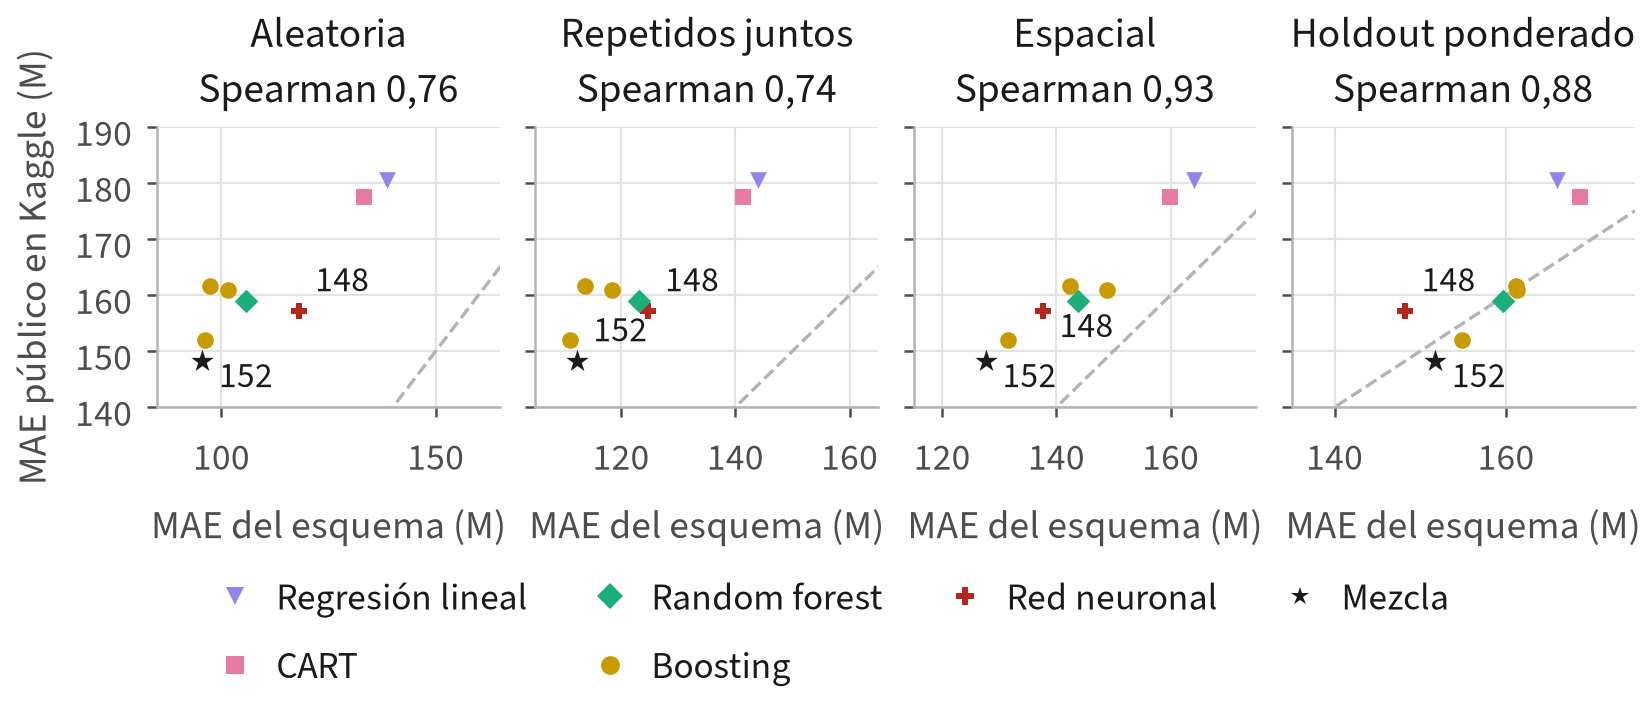 Aleatoria
Spearman 0,76
Repetidos juntos
Spearman 0,74
Espacial
Spearman 0,93
Holdout ponderado
Spearman 0,88
MAE público en Kaggle (M)
190
180
170
160
150
140
148
152
148
152
148
152
148
152
100 150
120 140 160
120 140 160
140 160
MAE del esquema (M)
MAE del esquema (M)
MAE del esquema (M)
MAE del esquema (M)
Regresión lineal
Random forest
Red neuronal
Mezcla
CART
Boosting